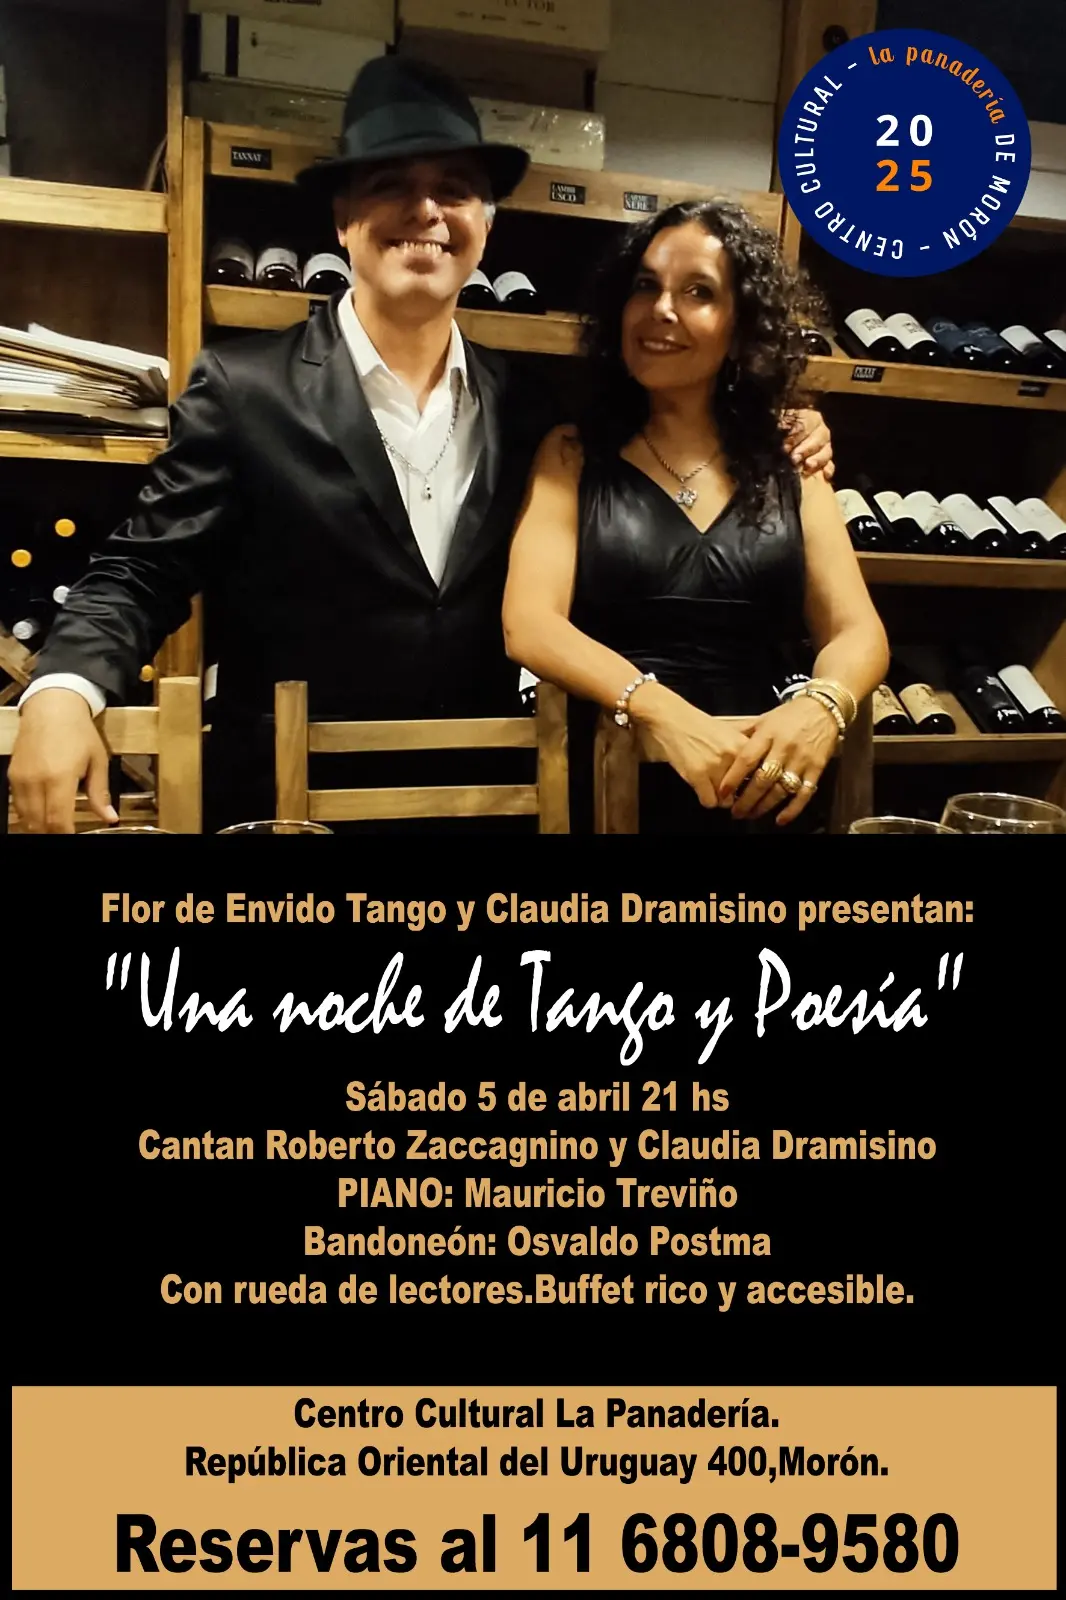 CENTRO CULTURAL - la panadería DE MORÓN -
20
25
TANNAT
Flor de Envido Tango y Claudia Dramisino presentan:
"Una noche de Tango y Poesía"
Sábado 5 de abril 21 hs
Cantan Roberto Zaccagnino y Claudia Dramisino
PIANO: Mauricio Treviño
Bandoneón: Osvaldo Postma
Con rueda de lectores.Buffet rico y accesible.
Centro Cultural La Panadería.
República Oriental del Uruguay 400,Morón.
Reservas al 11 6808-9580